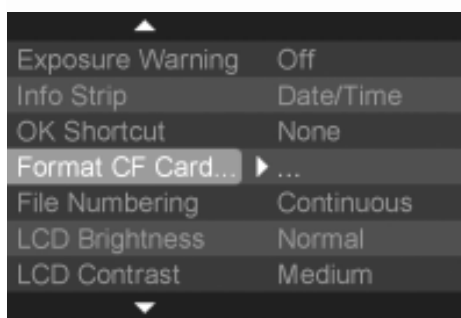 Exposure Warning Off
Info Strip Date/Time
OK Shortcut None
Format CF Card... ...
File Numbering Continuous
LCD Brightness Normal
LCD Contrast Medium